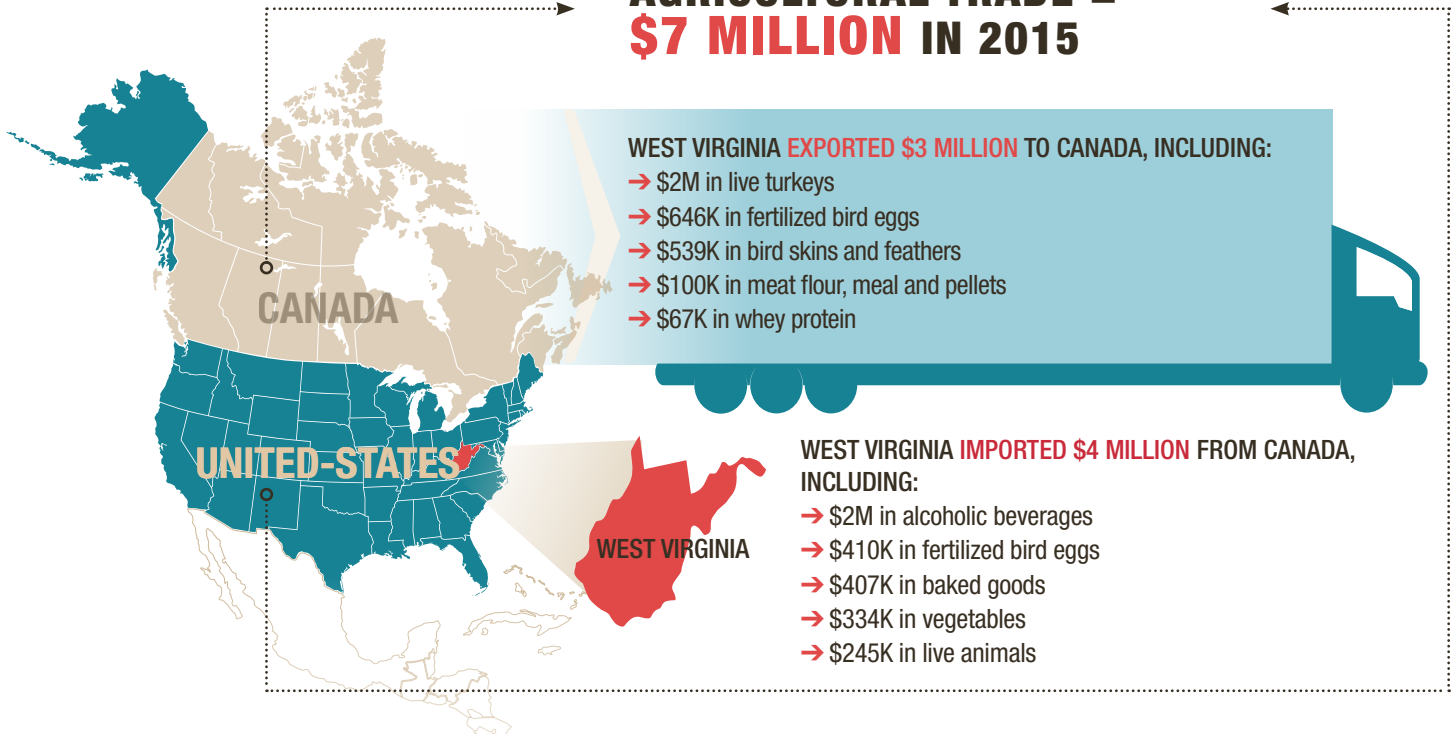 AGRICULTURAL TRADE =
$7 MILLION IN 2015
WEST VIRGINIA EXPORTED $3 MILLION TO CANADA, INCLUDING:
➔ $2M in live turkeys
➔ $646K in fertilized bird eggs
➔ $539K in bird skins and feathers
➔ $100K in meat flour, meal and pellets
➔ $67K in whey protein
CANADA
UNITED-STATES
WEST VIRGINIA
WEST VIRGINIA IMPORTED $4 MILLION FROM CANADA,
INCLUDING:
➔ $2M in alcoholic beverages
➔ $410K in fertilized bird eggs
➔ $407K in baked goods
➔ $334K in vegetables
➔ $245K in live animals